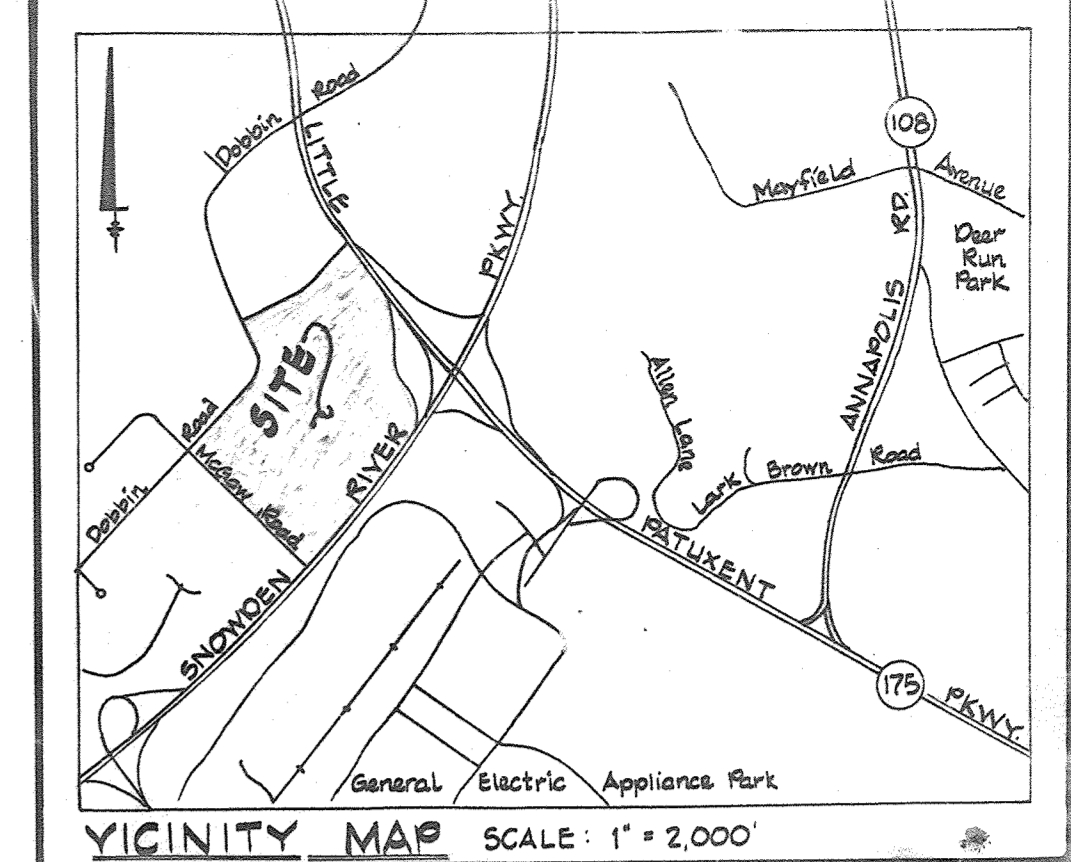 Dobbin Road
LITTLE
PATUXENT
PKWY.
175
SNOWDEN
RIVER
PKWY.
108
ANNAPOLIS
RD.
Mayfield Avenue
Deer
Run
Park
SITE
Dobbin Road
McGaw Road
Allen Lane
Lark Brown Road
General Electric Appliance Park
VICINITY MAP SCALE: 1" = 2,000'